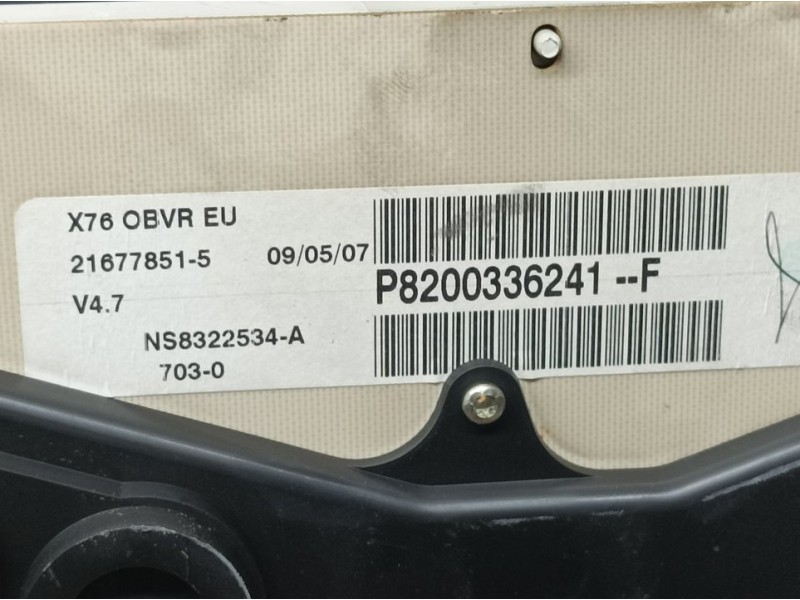 X76 OBVR EU
21677851-5 09/05/07
V4.7
P8200336241 --F
NS8322534-A
703-0